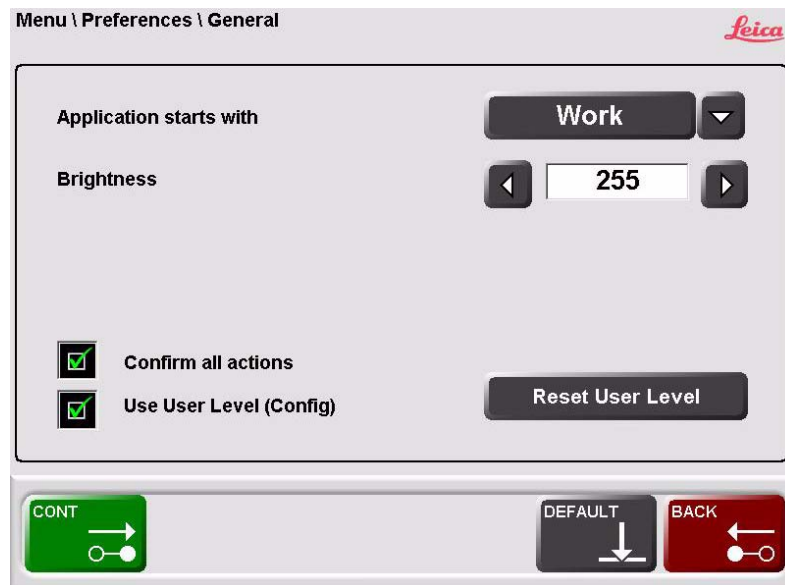 Menu \ Preferences \ General
Leica
Application starts with
Work
Brightness
255
Confirm all actions
Use User Level (Config)
Reset User Level
CONT
DEFAULT
BACK